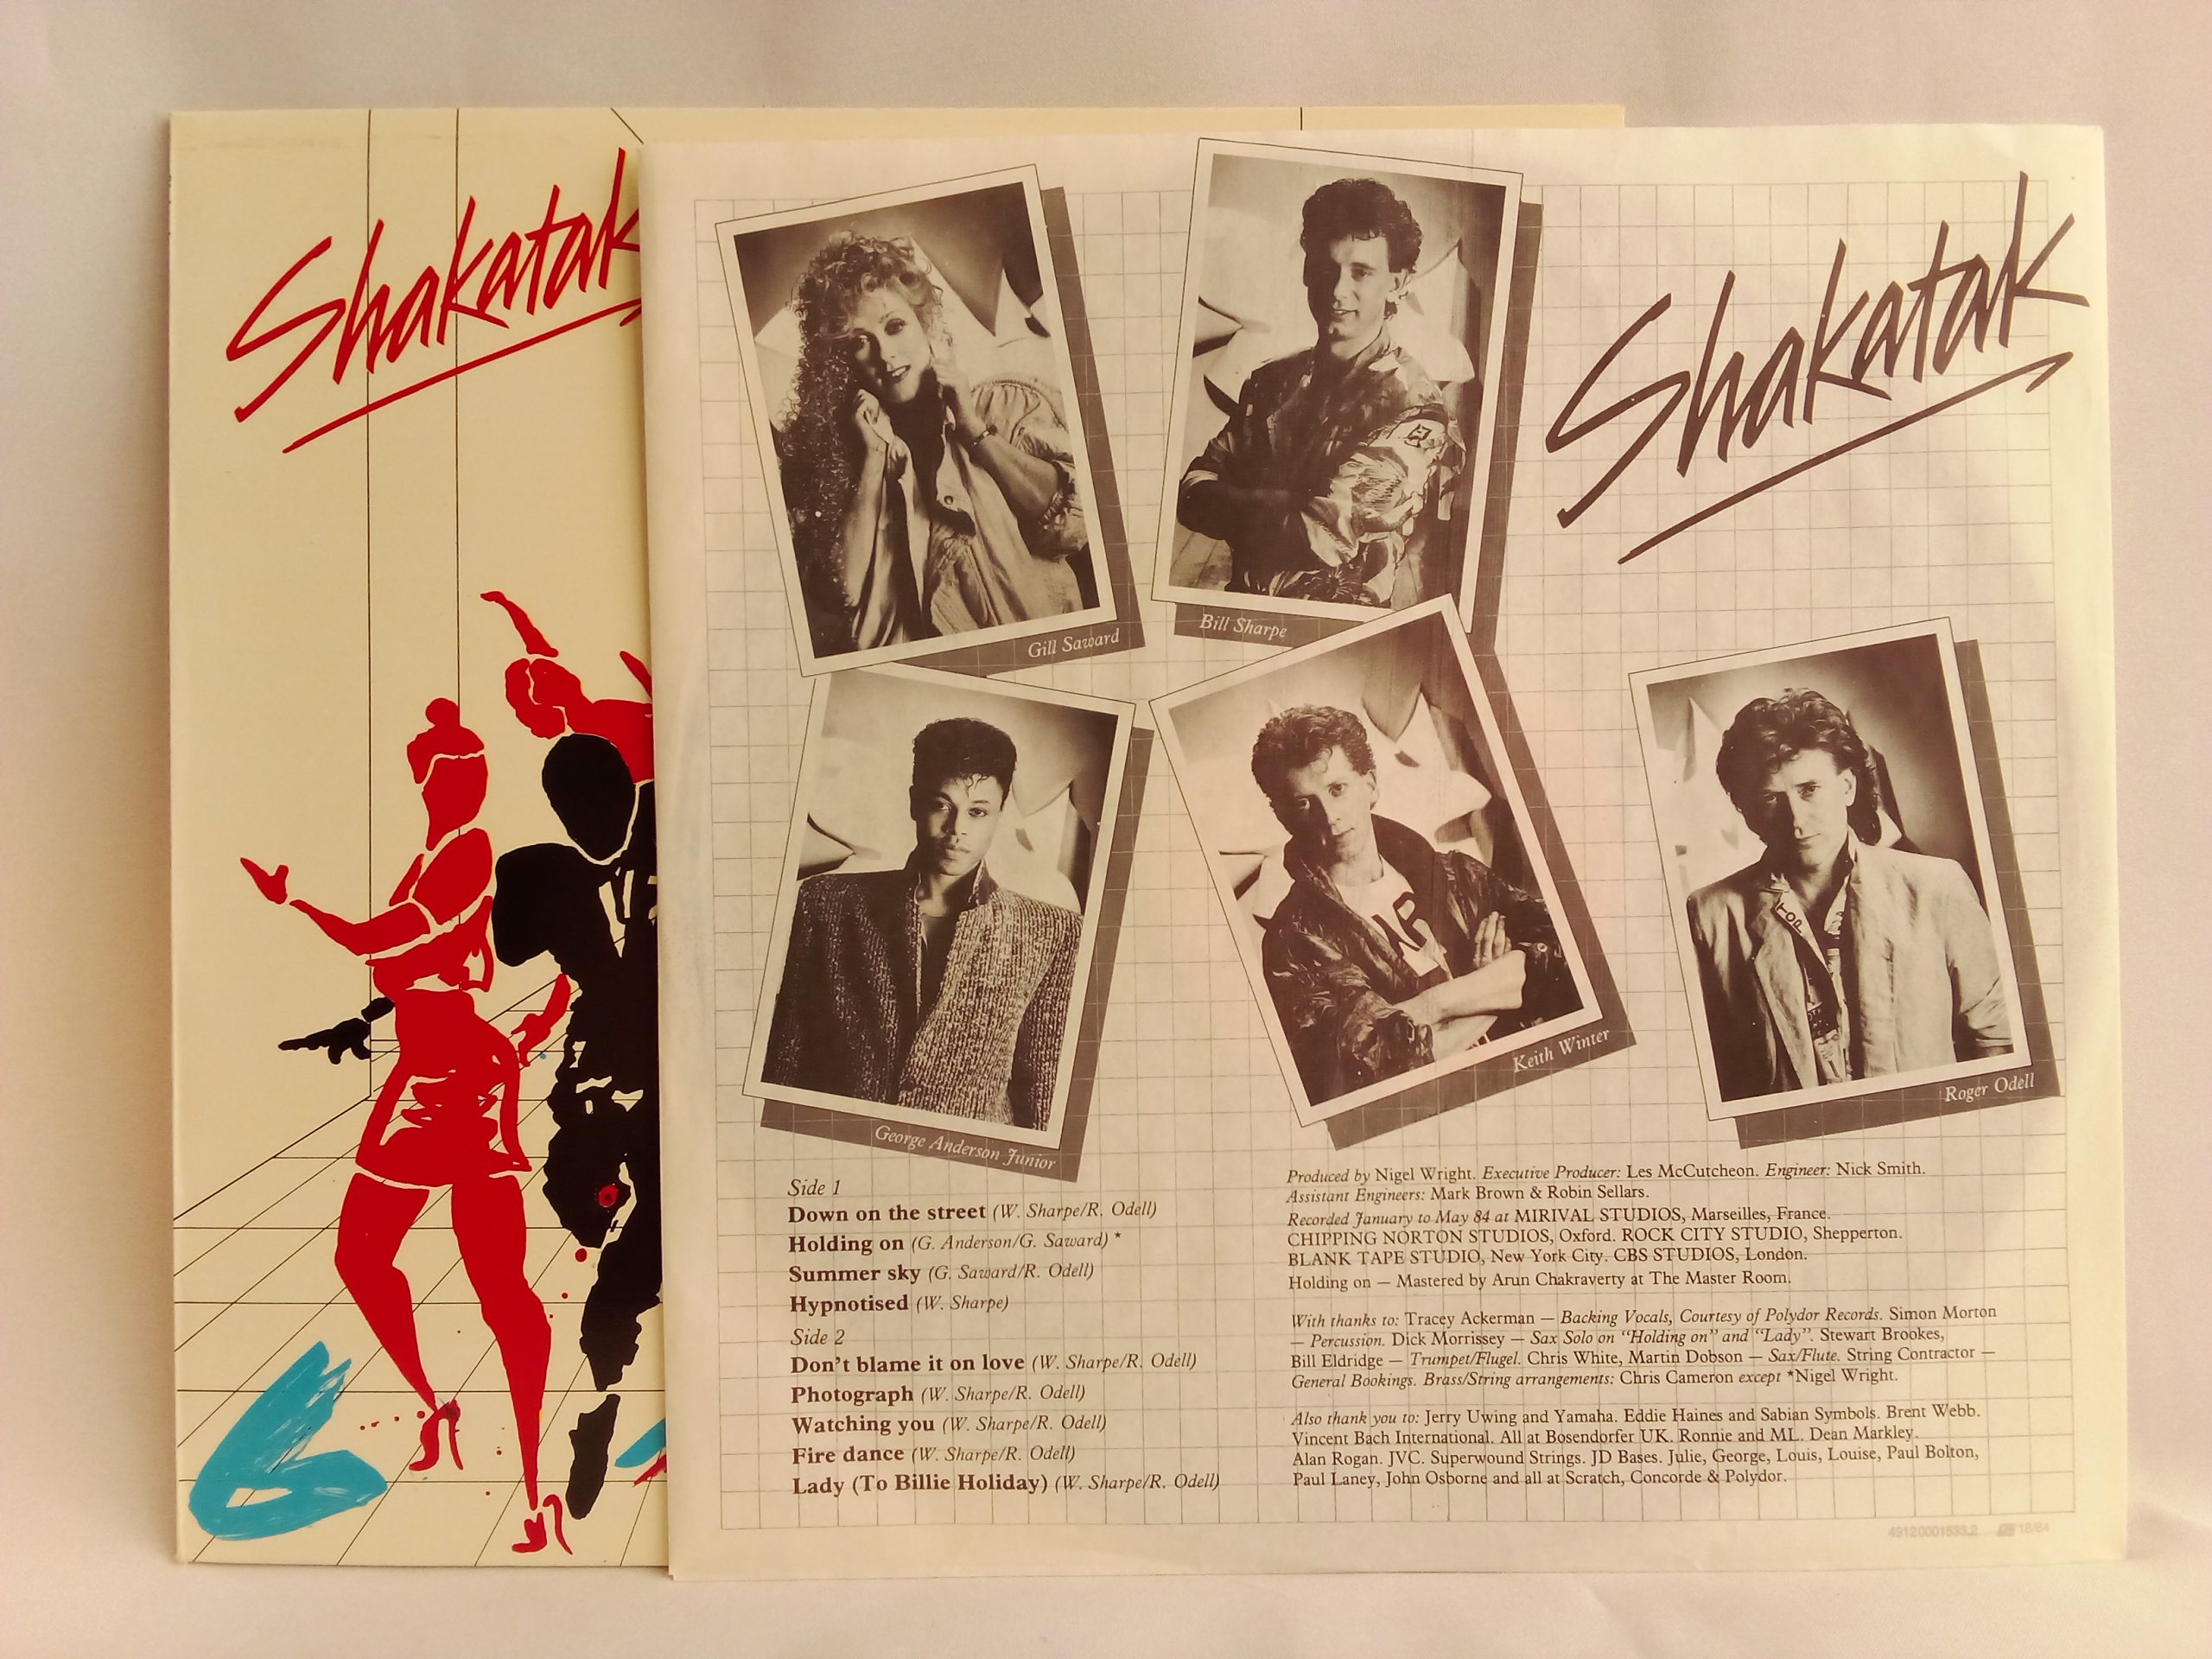 Shakatak
Shakatak
Gill Saward
Bill Sharpe
TOP
George Anderson Junior
Keith Winter
Roger Odell
Side 1
Down on the street (W. Sharpe/R. Odell)
Holding on (G. Anderson/G. Saward) *
Summer sky (G. Saward/R. Odell)
Hypnotised (W. Sharpe)
Side 2
Don't blame it on love (W. Sharpe/R. Odell)
Photograph (W. Sharpe/R. Odell)
Watching you (W. Sharpe/R. Odell)
Fire dance (W. Sharpe/R. Odell)
Lady (To Billie Holiday) (W. Sharpe/R. Odell)
Produced by Nigel Wright. Executive Producer: Les McCutcheon. Engineer: Nick Smith.
Assistant Engineers: Mark Brown & Robin Sellars.
Recorded January to May 84 at MIRIVAL STUDIOS, Marseilles, France.
CHIPPING NORTON STUDIOS, Oxford. ROCK CITY STUDIO, Shepperton.
BLANK TAPE STUDIO, New York City. CBS STUDIOS, London.
Holding on — Mastered by Arun Chakraverty at The Master Room.
With thanks to: Tracey Ackerman — Backing Vocals, Courtesy of Polydor Records. Simon Morton
— Percussion. Dick Morrissey — Sax Solo on "Holding on" and "Lady". Stewart Brookes,
Bill Eldridge — Trumpet/Flugel. Chris White, Martin Dobson — Sax/Flute. String Contractor —
General Bookings. Brass/String arrangements: Chris Cameron except *Nigel Wright.
Also thank you to: Jerry Uwing and Yamaha. Eddie Haines and Sabian Symbols. Brent Webb.
Vincent Bach International. All at Bosendorfer UK. Ronnie and ML. Dean Markley.
Alan Rogan. JVC. Superwound Strings. JD Bases. Julie, George, Louis, Louise, Paul Bolton,
Paul Laney, John Osborne and all at Scratch, Concorde & Polydor.
49120001533.2 18/84